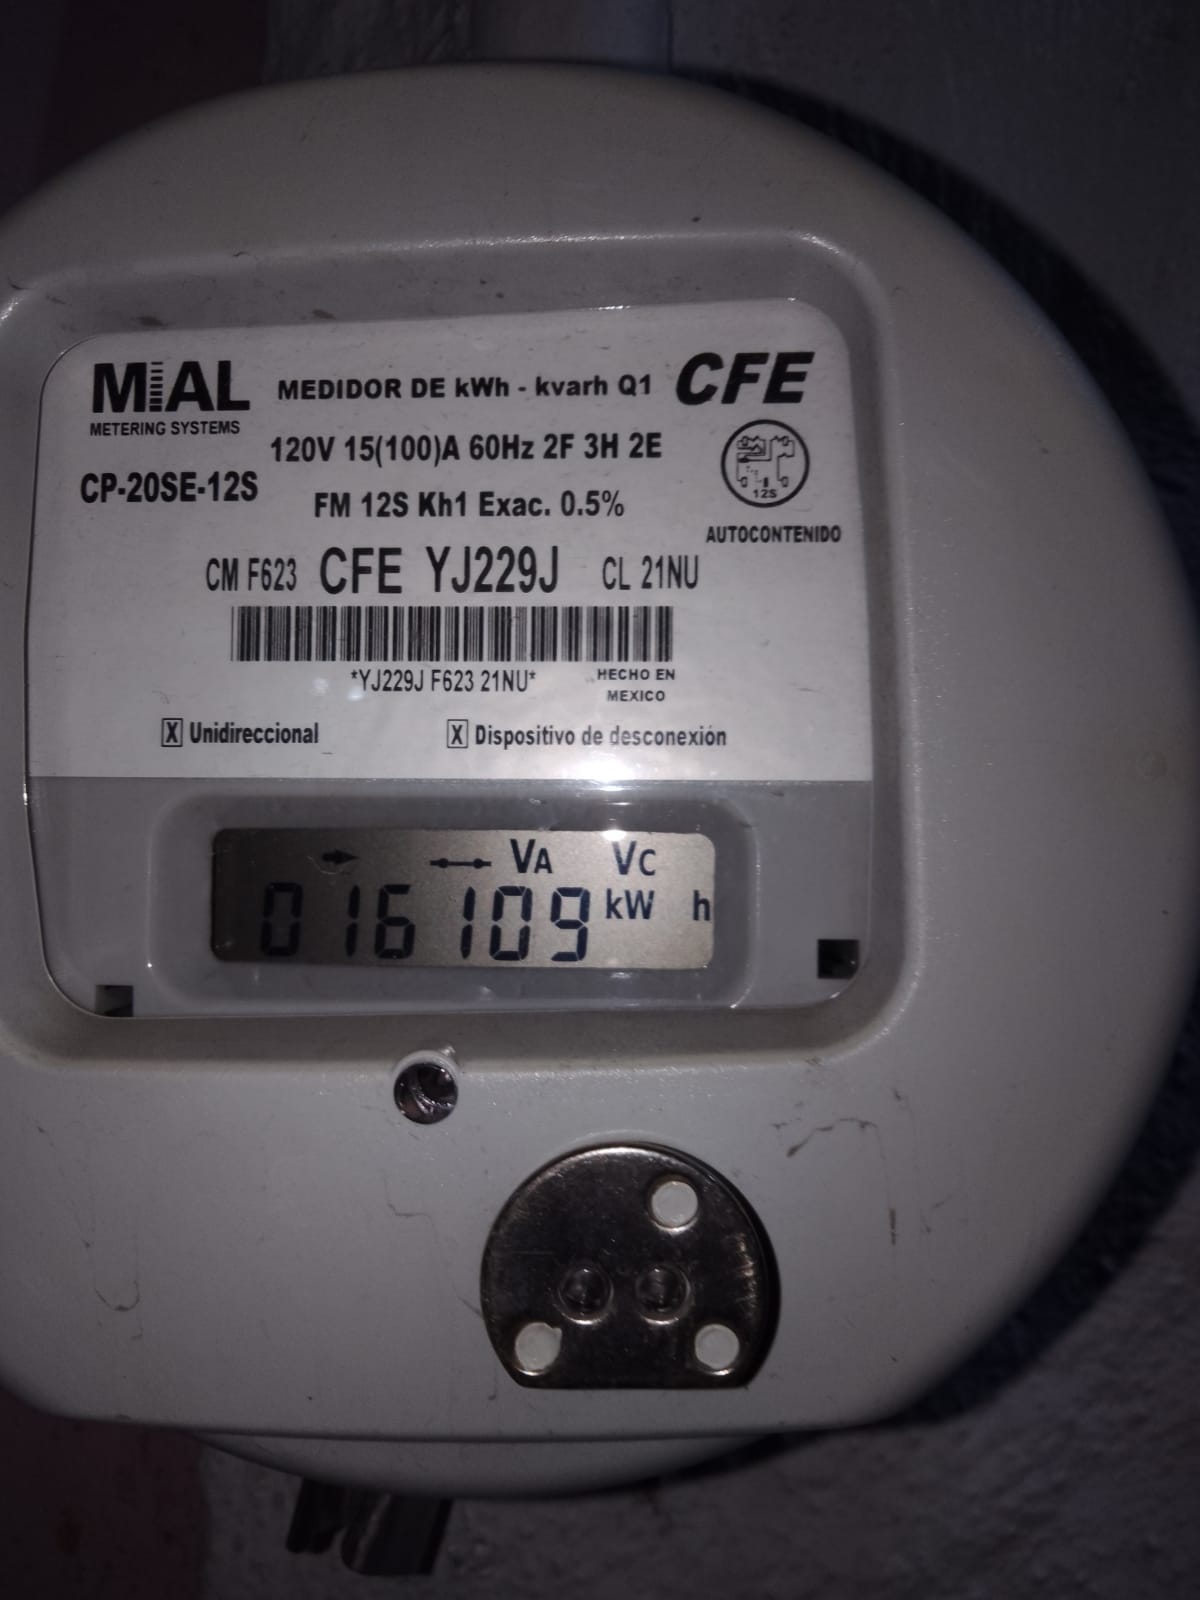 MIAL
METERING SYSTEMS
MEDIDOR DE kWh - kvarh Q1
CFE
120V 15(100)A 60Hz 2F 3H 2E
CP-20SE-12S
FM 12S Kh1 Exac. 0.5%
12S
AUTOCONTENIDO
CM F623 CFE YJ229J CL 21NU
*YJ229J F623 21NU*
HECHO EN
MEXICO
X Unidireccional
X Dispositivo de desconexión
VA VC
016109 kW h